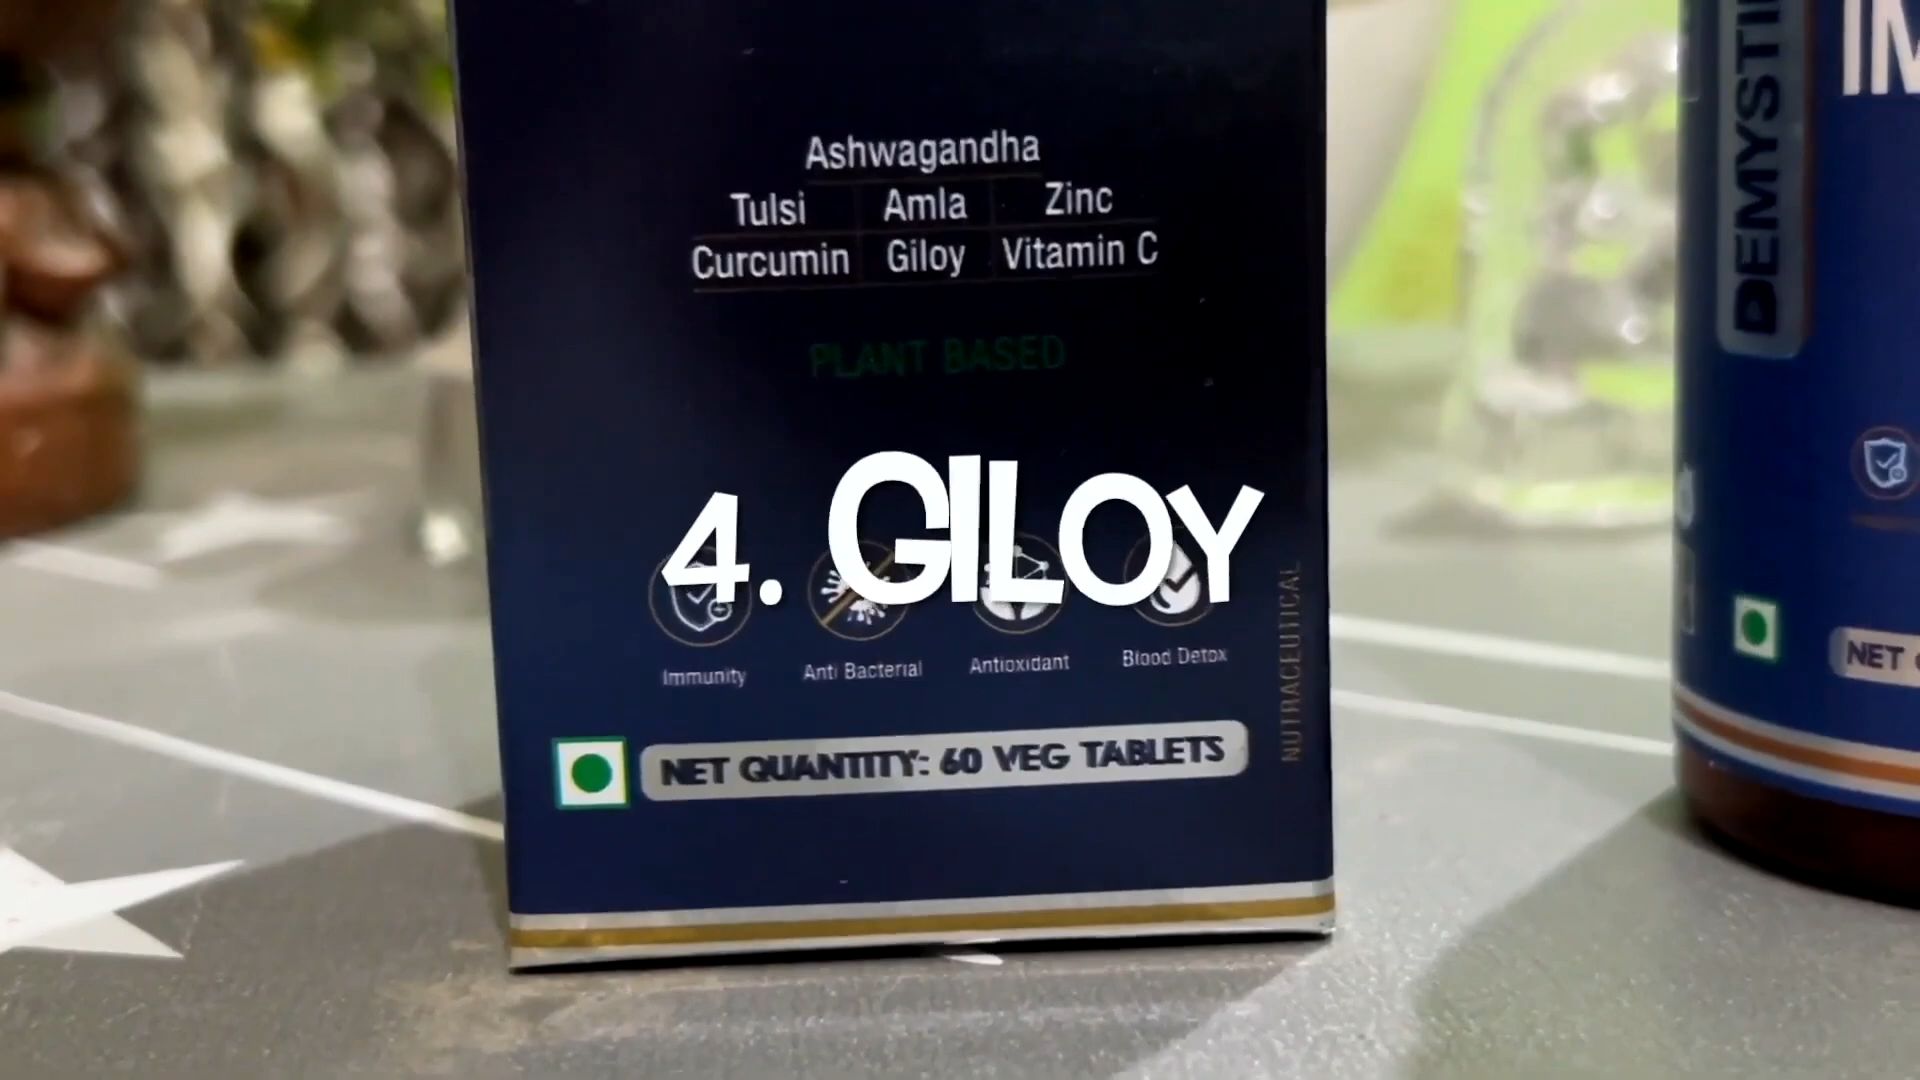 Ashwagandha
Tulsi Amla Zinc
Curcumin Giloy Vitamin C
PLANT BASED
4. GILOY
Immunity Anti Bacterial Antioxidant Blood Detox
NUTRACEUTICAL
NET QUANTITY: 60 VEG TABLETS
NET